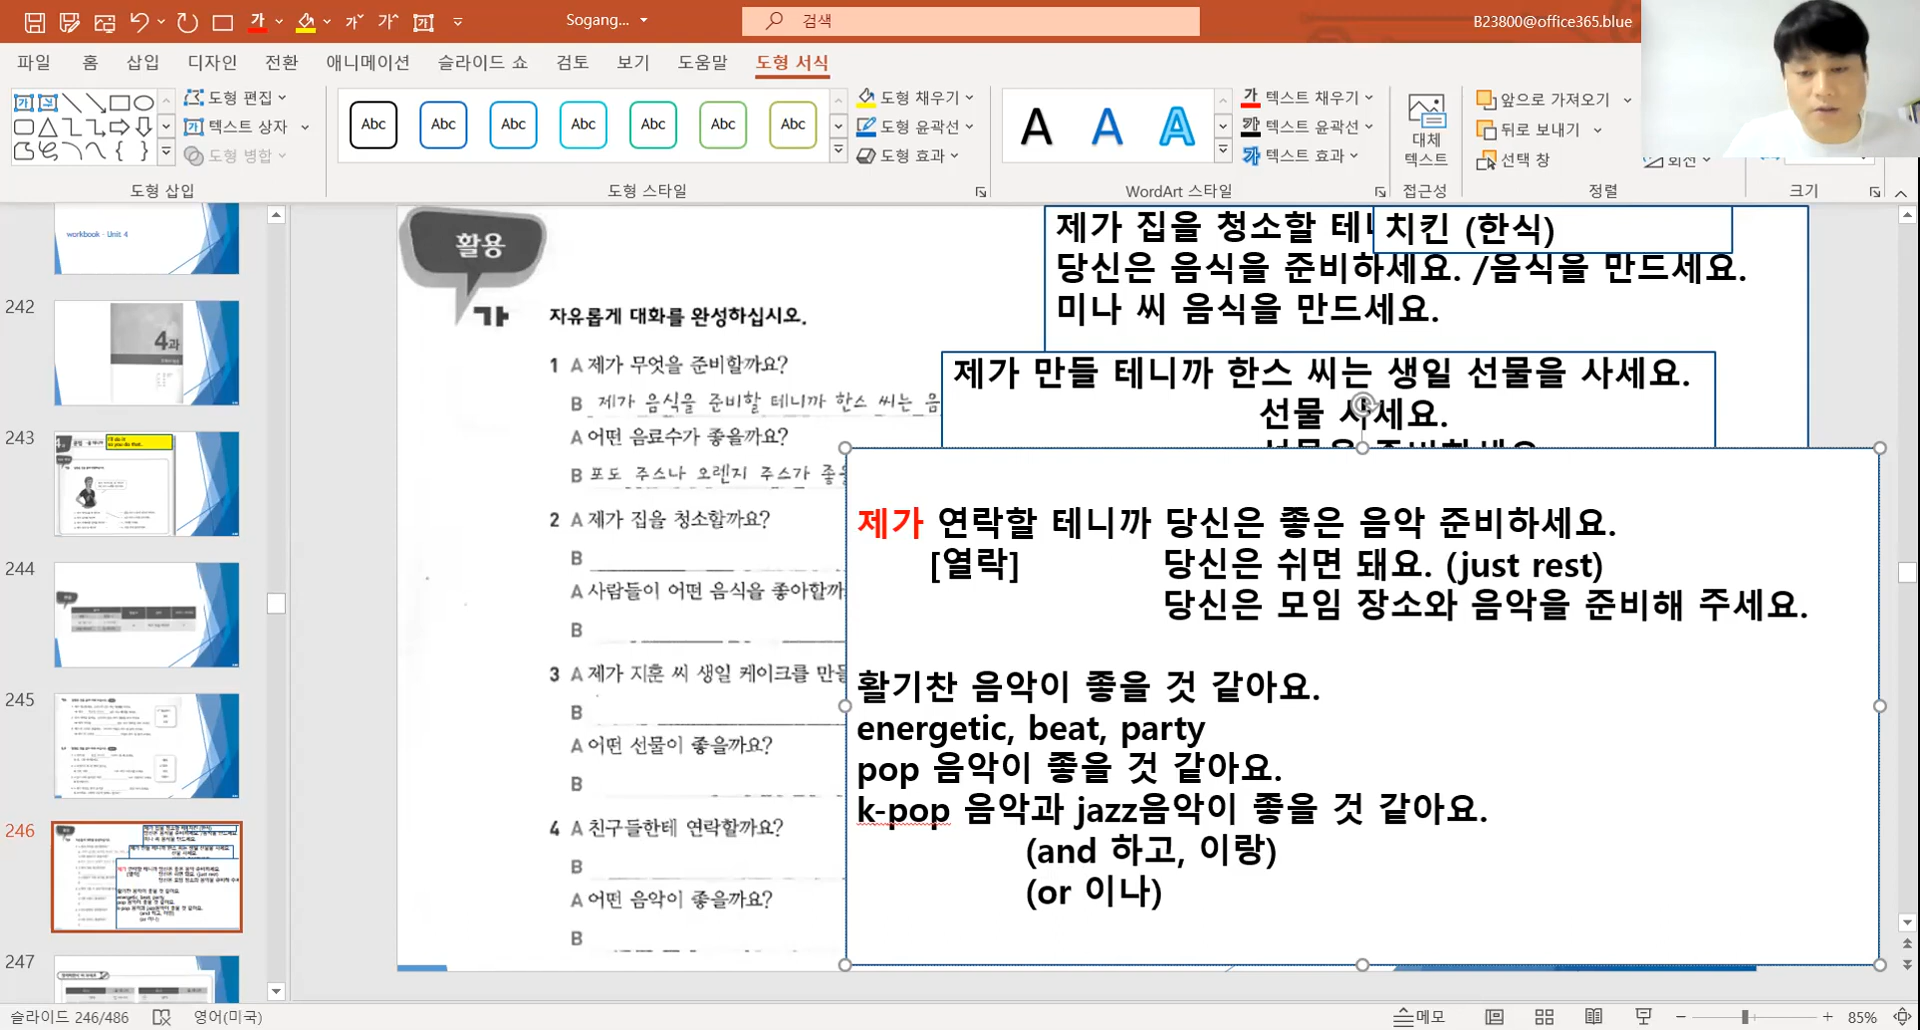 Sogang...
검색
B23800@office365.blue
파일 홈 삽입 디자인 전환 애니메이션 슬라이드 쇼 검토 보기 도움말 도형 서식
도형 편집
텍스트 상자
도형 병합
도형 삽입
Abc Abc Abc Abc Abc Abc Abc
도형 스타일
도형 채우기
도형 윤곽선
도형 효과
A A A
WordArt 스타일
텍스트 채우기
텍스트 윤곽선
텍스트 효과
대체
텍스트
접근성
앞으로 가져오기
뒤로 보내기
선택 창
회전
정렬
크기
workbook - Unit 4
242
4과
243
244
245
246
247
활용
가 자유롭게 대화를 완성하십시오.
1 A 제가 무엇을 준비할까요?
B 제가 음식을 준비할 테니까 한스 씨는 음
A 어떤 음료수가 좋을까요?
B 포도 주스나 오렌지 주스가 좋을
2 A 제가 집을 청소할까요?
B
A 사람들이 어떤 음식을 좋아할까
B
3 A 제가 지훈 씨 생일 케이크를 만들
B
A 어떤 선물이 좋을까요?
B
4 A 친구들한테 연락할까요?
B
A 어떤 음악이 좋을까요?
B
제가 집을 청소할 테니
치킨 (한식)
당신은 음식을 준비하세요. /음식을 만드세요.
미나 씨 음식을 만드세요.
제가 만들 테니까 한스 씨는 생일 선물을 사세요.
선물 사세요.
선물을 준비하세요
제가 연락할 테니까 당신은 좋은 음악 준비하세요.
[열락] 당신은 쉬면 돼요. (just rest)
당신은 모임 장소와 음악을 준비해 주세요.
활기찬 음악이 좋을 것 같아요.
energetic, beat, party
pop 음악이 좋을 것 같아요.
k-pop 음악과 jazz음악이 좋을 것 같아요.
(and 하고, 이랑)
(or 이나)
슬라이드 246/486
영어(미국)
메모
85%